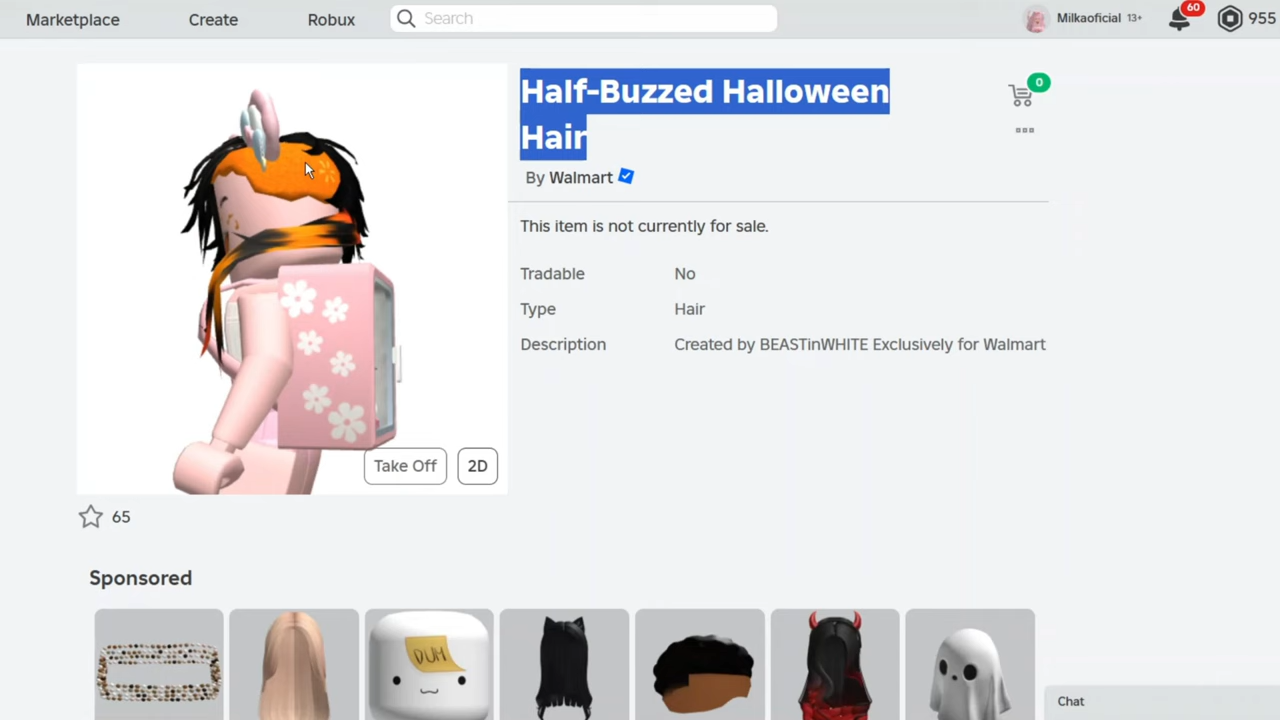 Marketplace Create Robux Search Milkaoficial 13+ 60 955
Half-Buzzed Halloween
Hair
0
By Walmart
This item is not currently for sale.
Tradable No
Type Hair
Description Created by BEASTinWHITE Exclusively for Walmart
Take Off 2D
65
Sponsored
DUM
Chat